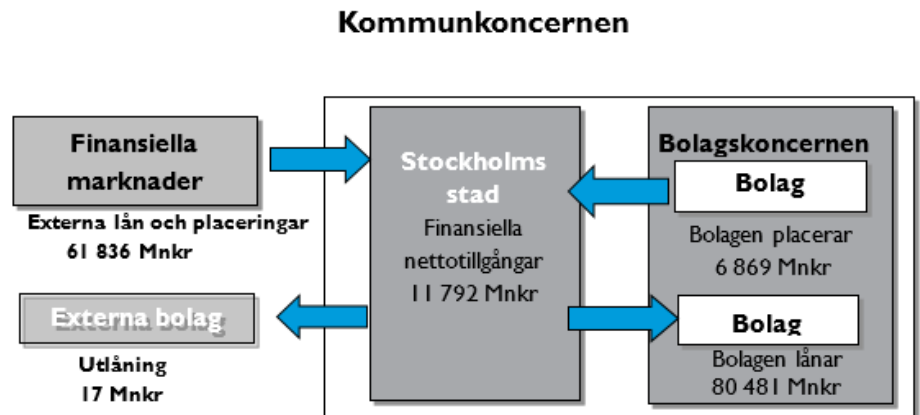 Kommunkoncernen
Finansiella
marknader
Externa lån och placeringar
61 836 Mnkr
Externa bolag
Utlåning
17 Mnkr
Stockholms
stad
Finansiella
nettotillgångar
11 792 Mnkr
Bolagskoncernen
Bolag
Bolagen placerar
6 869 Mnkr
Bolag
Bolagen lånar
80 481 Mnkr